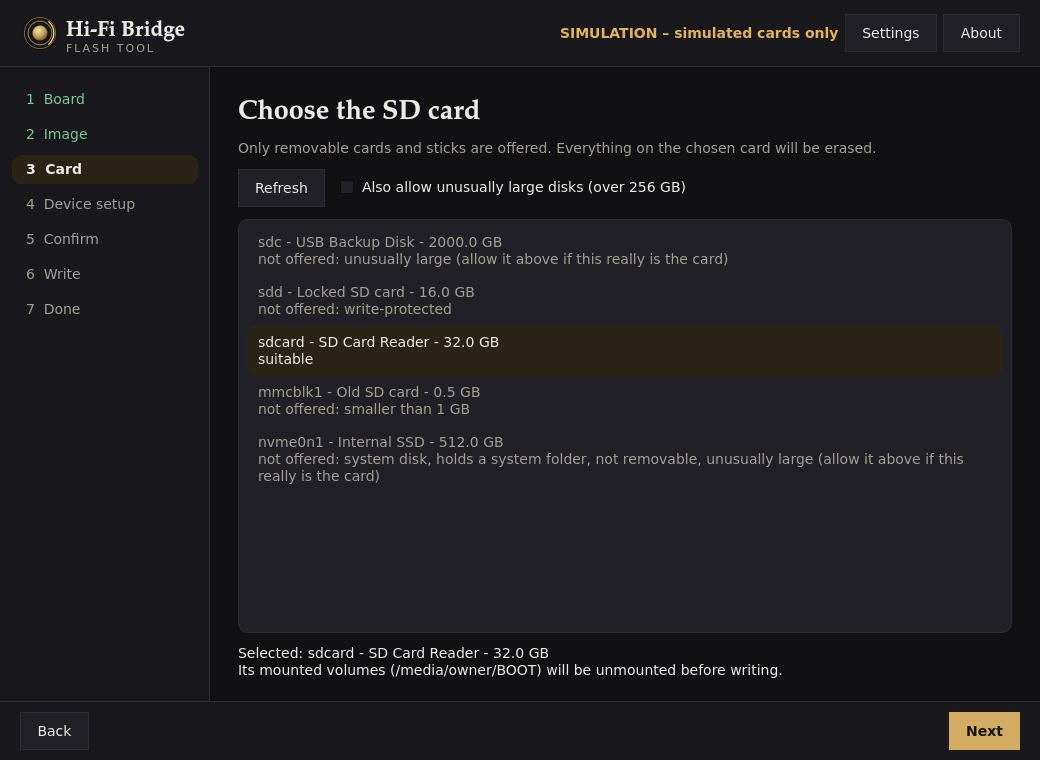 Hi-Fi Bridge
FLASH TOOL
SIMULATION – simulated cards only
Settings
About
1 Board
2 Image
3 Card
4 Device setup
5 Confirm
6 Write
7 Done
Choose the SD card
Only removable cards and sticks are offered. Everything on the chosen card will be erased.
Refresh
Also allow unusually large disks (over 256 GB)
sdc - USB Backup Disk - 2000.0 GB
not offered: unusually large (allow it above if this really is the card)
sdd - Locked SD card - 16.0 GB
not offered: write-protected
sdcard - SD Card Reader - 32.0 GB
suitable
mmcblk1 - Old SD card - 0.5 GB
not offered: smaller than 1 GB
nvme0n1 - Internal SSD - 512.0 GB
not offered: system disk, holds a system folder, not removable, unusually large (allow it above if this
really is the card)
Selected: sdcard - SD Card Reader - 32.0 GB
Its mounted volumes (/media/owner/BOOT) will be unmounted before writing.
Back
Next